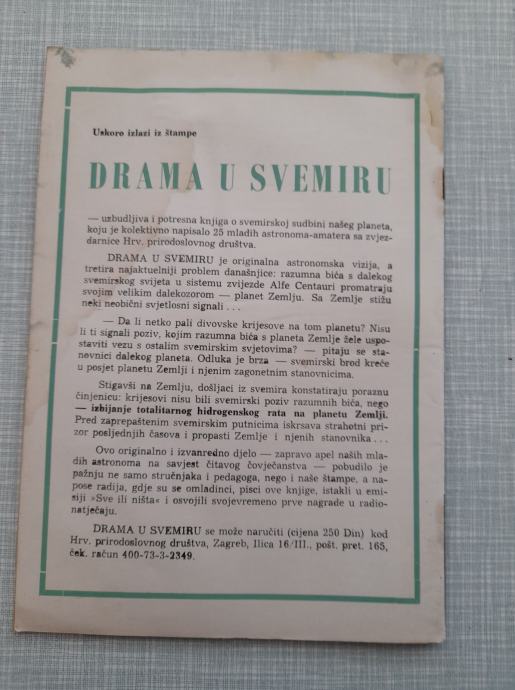 Uskoro izlazi iz štampe
DRAMA U SVEMIRU
— uzbudljiva i potresna knjiga o svemirskoj sudbini našeg planeta,
koju je kolektivno napisalo 25 mladih astronoma-amatera sa zvjez-
darnice Hrv. prirodoslovnog društva.
DRAMA U SVEMIRU je originalna astronomska vizija, a
tretira najaktuelniji problem današnjice: razumna bića s dalekog
svemirskog svijeta u sistemu zvijezde Alfe Centauri promatraju
svojim velikim dalekozorom — planet Zemlju. Sa Zemlje stižu
neki neobični svjetlosni signali . . .
— Da li netko pali divovske krijesove na tom planetu? Nisu
li ti signali poziv, kojim razumna bića s planeta Zemlje žele uspo-
staviti vezu s ostalim svemirskim svjetovima? — pitaju se sta-
novnici dalekog planeta. Odluka je brza — svemirski brod kreće
u posjet planetu Zemlji i njenim zagonetnim stanovnicima.
Stigavši na Zemlju, došljaci iz svemira konstatiraju poraznu
činjenicu: krijesovi nisu bili svemirski poziv razumnih bića, nego
— izbijanje totalitarnog hidrogenskog rata na planetu Zemlji.
Pred zaprepaštenim svemirskim putnicima iskrsava strahotni pri-
zor posljednjih časova i propasti Zemlje i njenih stanovnika . . .
Ovo originalno i izvanredno djelo — zapravo apel naših mla-
dih astronoma na savjest čitavog čovječanstva — pobudilo je
pažnju ne samo stručnjaka i pedagoga, nego i naše štampe, a na-
pose radija, gdje su se omladinci, pisci ove knjige, istakli u emi-
siji »Sve ili ništa« i osvojili svojevremeno prve nagrade u radio-
natječaju.
DRAMA U SVEMIRU se može naručiti (cijena 250 Din) kod
Hrv. prirodoslovnog društva, Zagreb, Ilica 16/III., pošt. pret. 165,
ček. račun 400-73-3-2349.